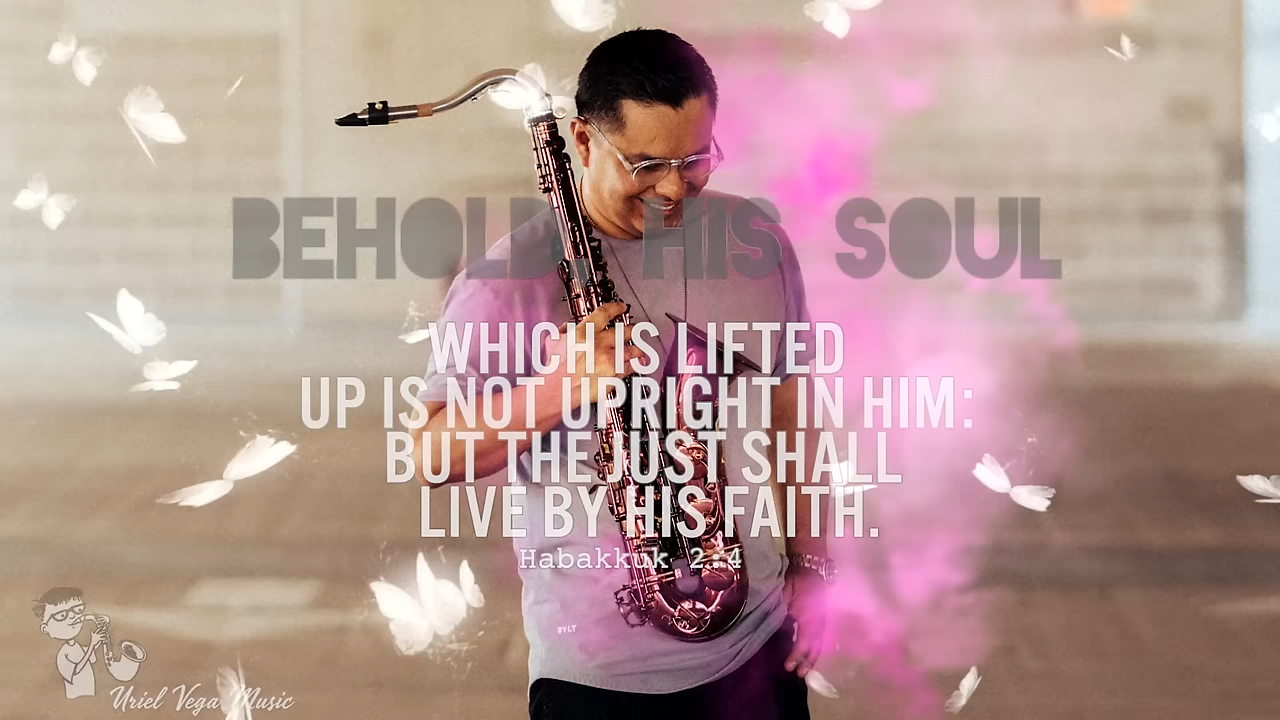 BEHOLD, HIS SOUL
WHICH IS LIFTED
UP IS NOT UPRIGHT IN HIM:
BUT THE JUST SHALL
LIVE BY HIS FAITH.
Habakkuk 2:4
BYLT
Uriel Vega Music